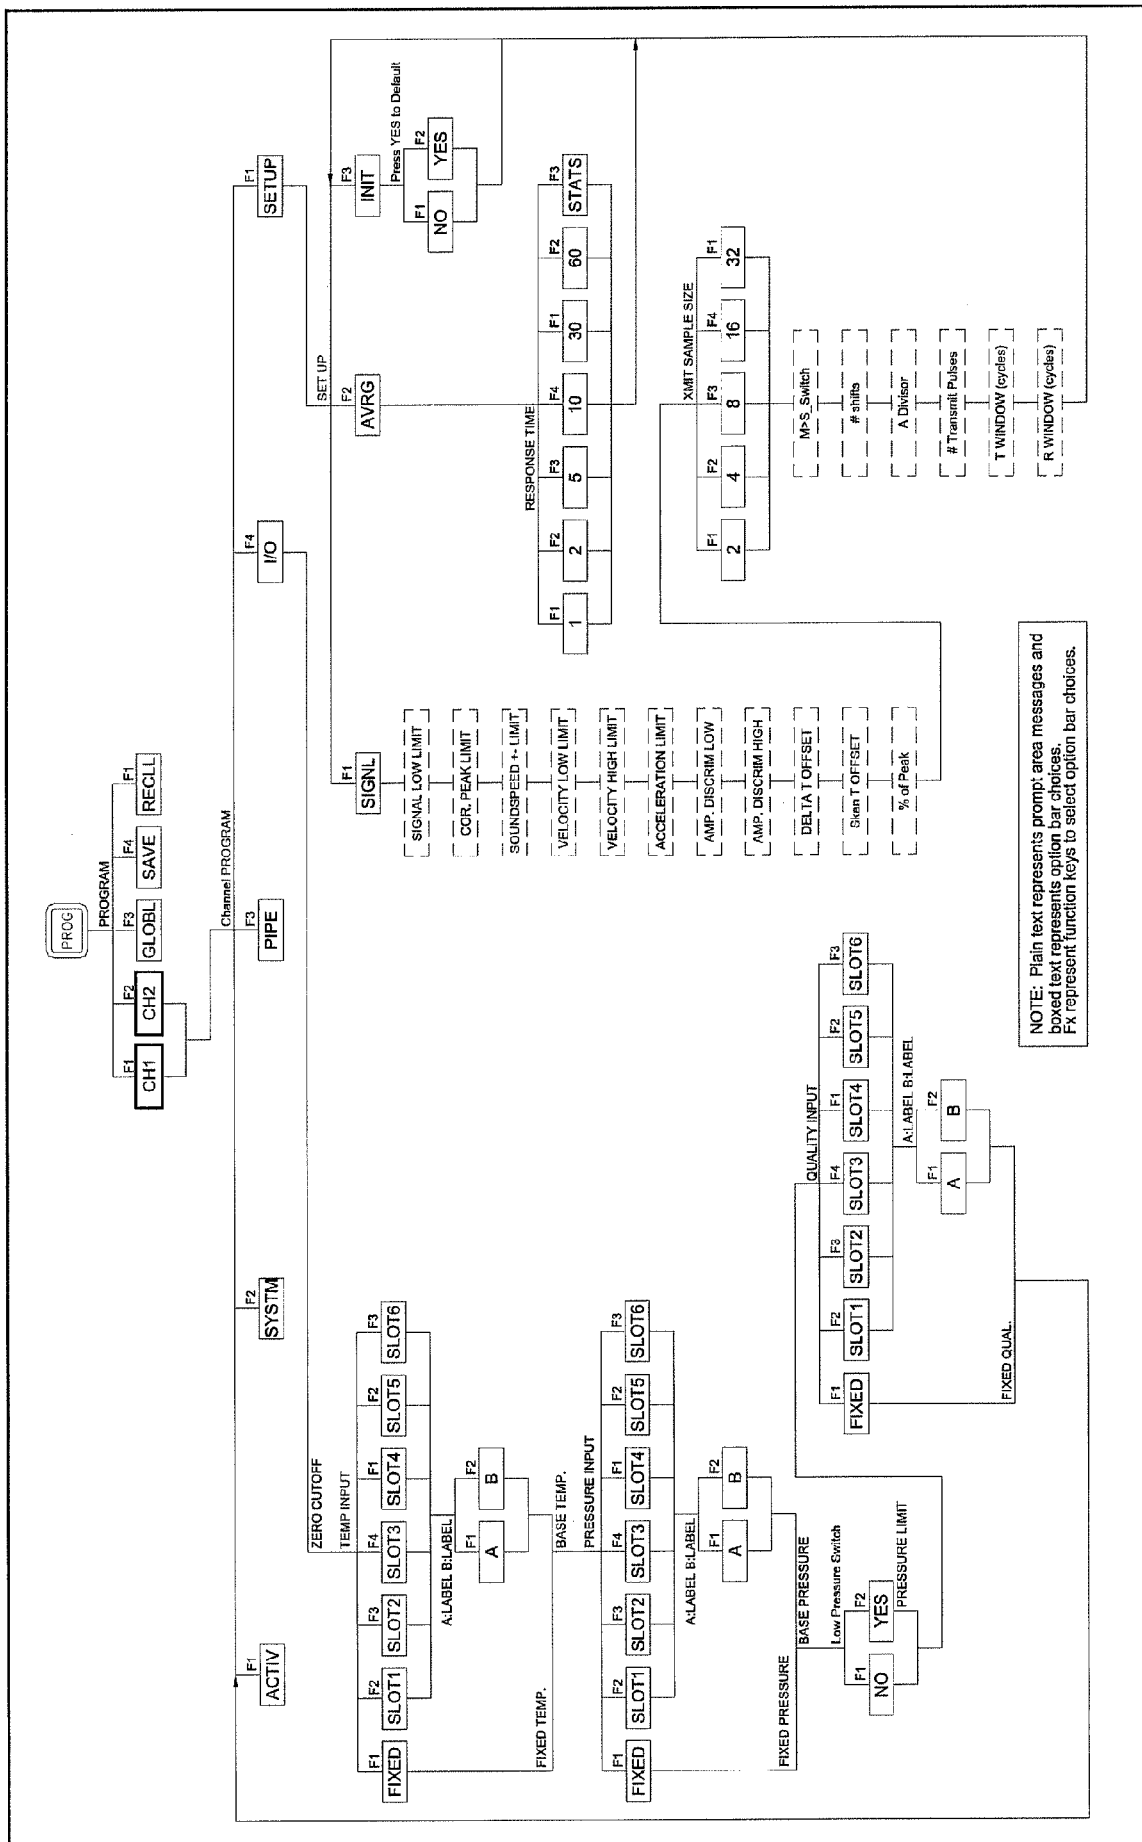 PROG
PROGRAM
F1
F2
F3
F4
F1
CH1
CH2
GLOBL
SAVE
RECLL
Channel PROGRAM
F1
F2
F3
F4
F1
ACTIV
SYSTM
PIPE
I/O
SETUP
ZERO CUTOFF
TEMP INPUT
F1
F2
F3
F4
F1
F2
F3
FIXED
SLOT1
SLOT2
SLOT3
SLOT4
SLOT5
SLOT6
A:LABEL B:LABEL
F1
F2
A
B
FIXED TEMP.
BASE TEMP.
PRESSURE INPUT
F1
F2
F3
F4
F1
F2
F3
FIXED
SLOT1
SLOT2
SLOT3
SLOT4
SLOT5
SLOT6
A:LABEL B:LABEL
F1
F2
A
B
FIXED PRESSURE
BASE PRESSURE
Low Pressure Switch
F1
F2
NO
YES
PRESSURE LIMIT
QUALITY INPUT
F1
F2
F3
F4
F1
F2
F3
FIXED
SLOT1
SLOT2
SLOT3
SLOT4
SLOT5
SLOT6
A:LABEL B:LABEL
F1
F2
A
B
FIXED QUAL.
SET UP
F1
F2
F3
SIGNL
AVRG
INIT
Press YES to Default
F1
F2
NO
YES
SIGNAL LOW LIMIT
COR. PEAK LIMIT
SOUNDSPEED +- LIMIT
VELOCITY LOW LIMIT
VELOCITY HIGH LIMIT
ACCELERATION LIMIT
AMP. DISCRIM LOW
AMP. DISCRIM HIGH
DELTA T OFFSET
Skan T OFFSET
% of Peak
RESPONSE TIME
F1
F2
F3
F4
F1
F2
F3
1
2
5
10
30
60
STATS
XMIT SAMPLE SIZE
F1
F2
F3
F4
F1
2
4
8
16
32
M>S_Switch
# shifts
A Divisor
# Transmit Pulses
T WINDOW (cycles)
R WINDOW (cycles)
NOTE: Plain text represents prompt area messages and
boxed text represents option bar choices.
Fx represent function keys to select option bar choices.